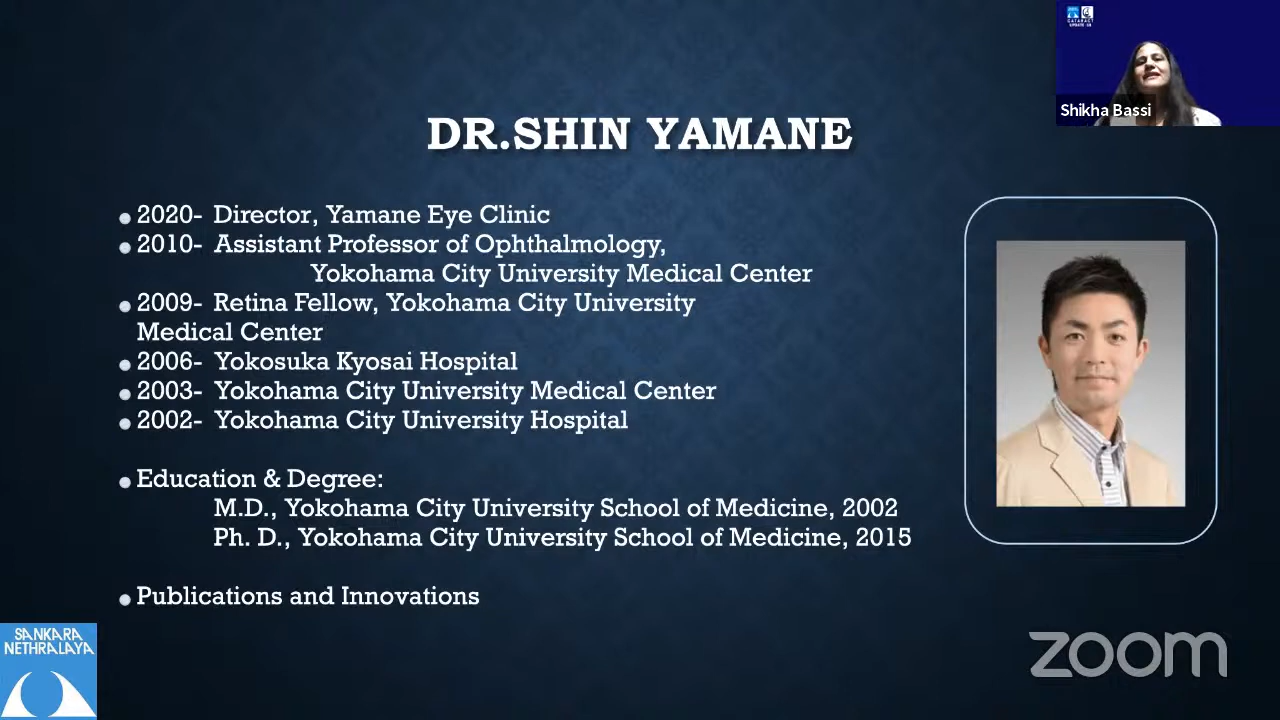 CATARACT
Shikha Bassi
DR.SHIN YAMANE
2020- Director, Yamane Eye Clinic
2010- Assistant Professor of Ophthalmology,
Yokohama City University Medical Center
2009- Retina Fellow, Yokohama City University
Medical Center
2006- Yokosuka Kyosai Hospital
2003- Yokohama City University Medical Center
2002- Yokohama City University Hospital
Education & Degree:
M.D., Yokohama City University School of Medicine, 2002
Ph. D., Yokohama City University School of Medicine, 2015
Publications and Innovations
SANKARA
NETHRALAYA
zoom